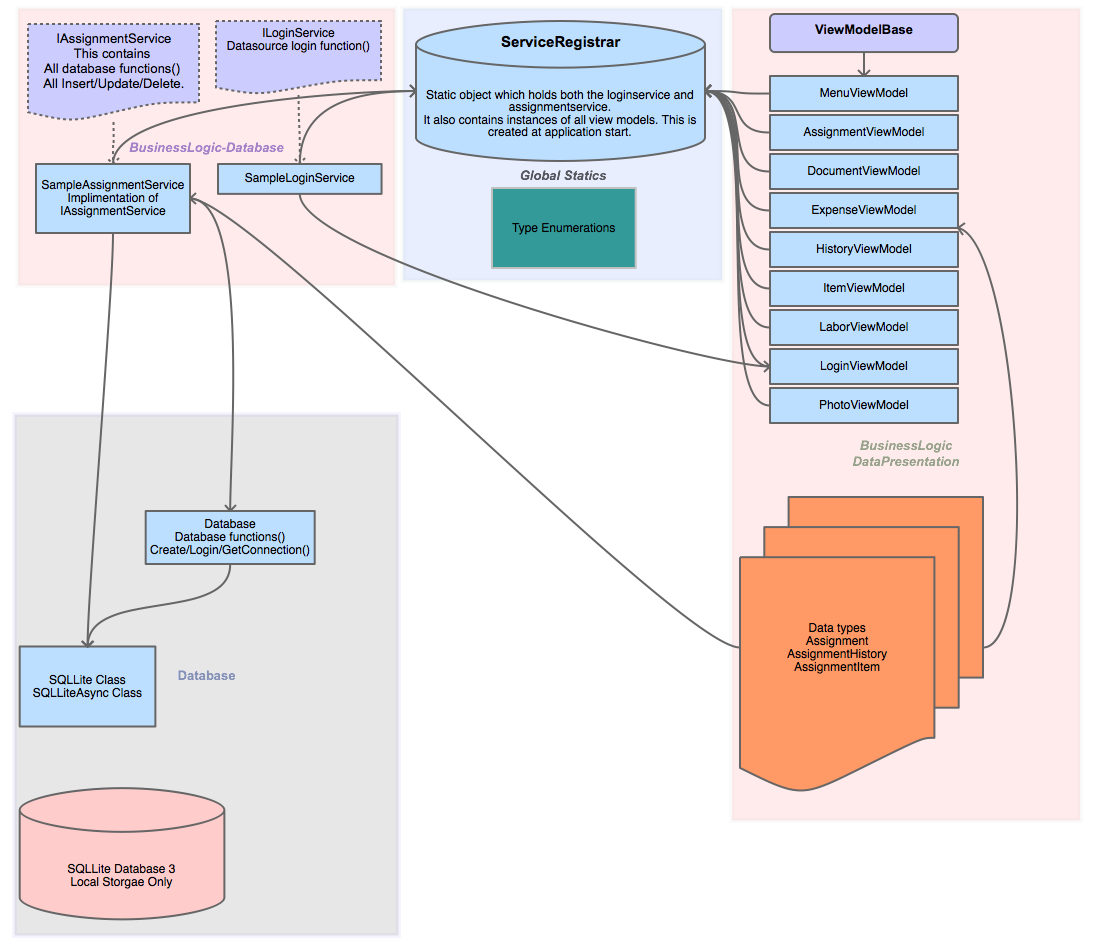 IAssignmentService
This contains
All database functions()
All Insert/Update/Delete.
ILoginService
Datasource login function()
BusinessLogic-Database
SampleAssignmentService
Implimentation of
IAssignmentService
SampleLoginService
ServiceRegistrar
Static object which holds both the loginservice and
assignmentservice.
It also contains instances of all view models. This is
created at application start.
Global Statics
Type Enumerations
ViewModelBase
MenuViewModel
AssignmentViewModel
DocumentViewModel
ExpenseViewModel
HistoryViewModel
ItemViewModel
LaborViewModel
LoginViewModel
PhotoViewModel
BusinessLogic
DataPresentation
Data types
Assignment
AssignmentHistory
AssignmentItem
Database
Database functions()
Create/Login/GetConnection()
SQLLite Class
SQLLiteAsync Class
Database
SQLLite Database 3
Local Storgae Only